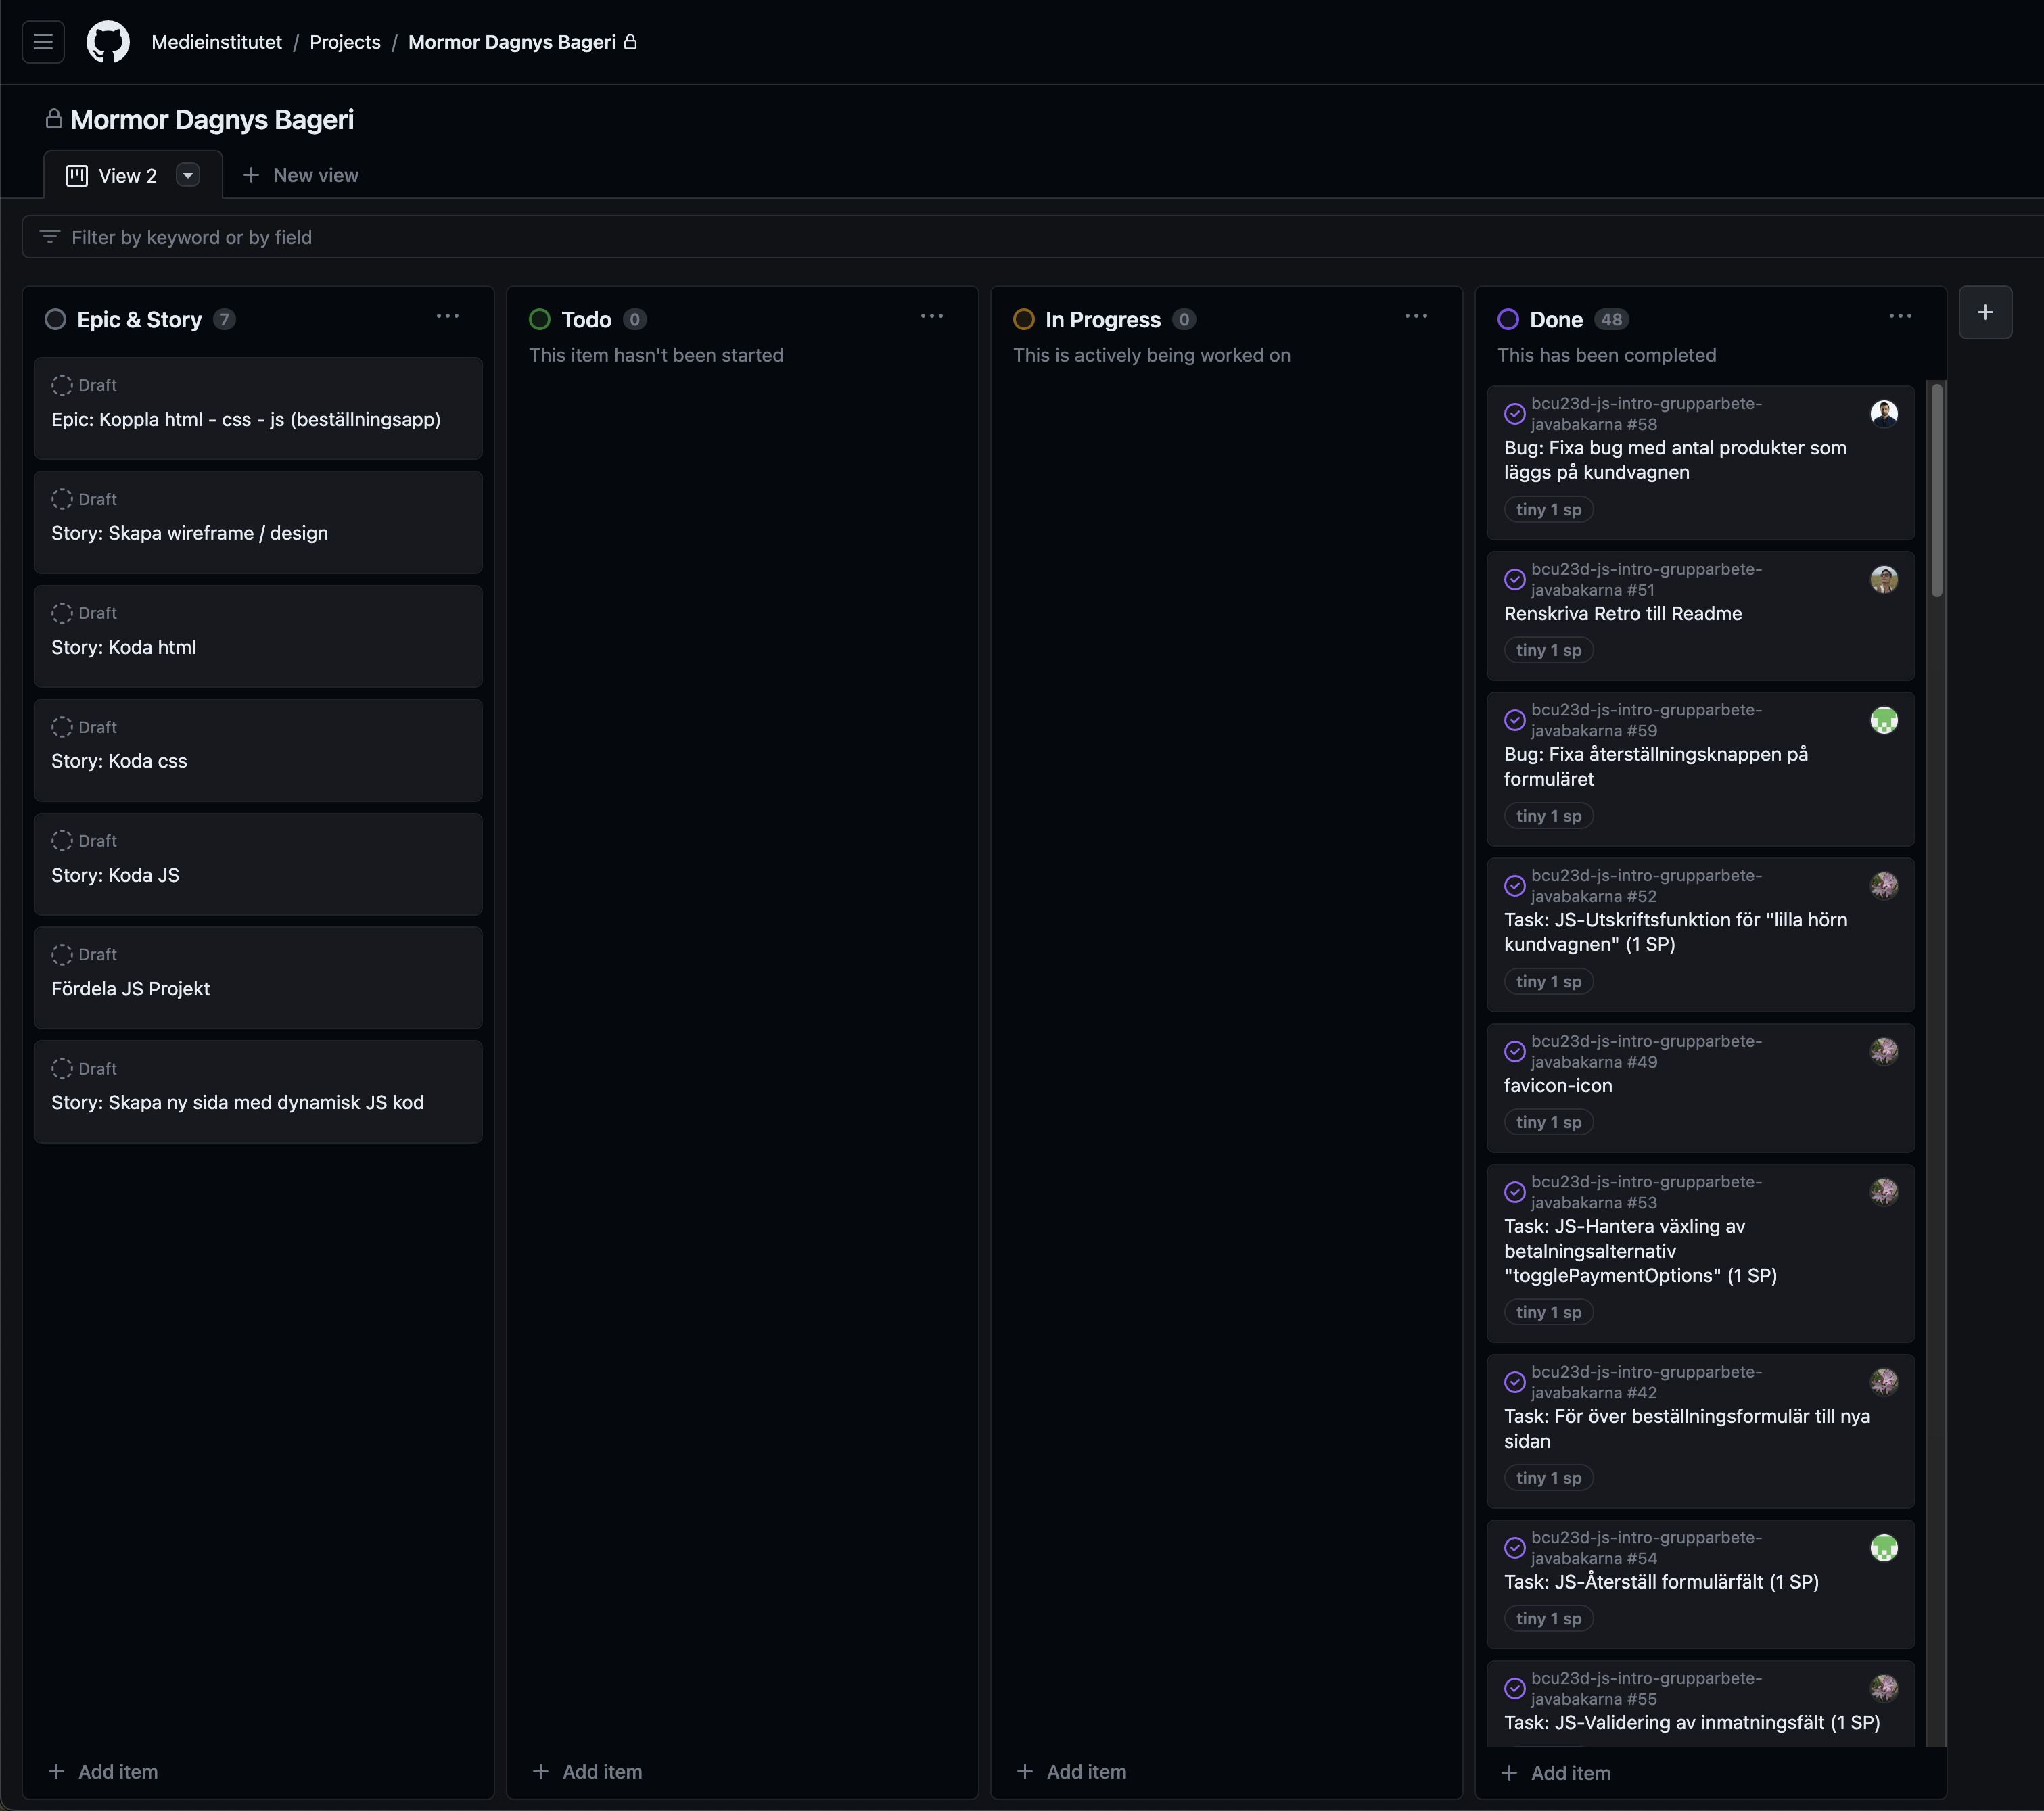 Medieinstitutet / Projects / Mormor Dagnys Bageri
Mormor Dagnys Bageri
View 2
New view
Filter by keyword or by field
Epic & Story 7
Draft
Epic: Koppla html - css - js (beställningsapp)
Draft
Story: Skapa wireframe / design
Draft
Story: Koda html
Draft
Story: Koda css
Draft
Story: Koda JS
Draft
Fördela JS Projekt
Draft
Story: Skapa ny sida med dynamisk JS kod
Add item
Todo 0
This item hasn't been started
Add item
In Progress 0
This is actively being worked on
Add item
Done 48
This has been completed
bcu23d-js-intro-grupparbete-
javabakarna #58
Bug: Fixa bug med antal produkter som
läggs på kundvagnen
tiny 1 sp
bcu23d-js-intro-grupparbete-
javabakarna #51
Renskriva Retro till Readme
tiny 1 sp
bcu23d-js-intro-grupparbete-
javabakarna #59
Bug: Fixa återställningsknappen på
formuläret
tiny 1 sp
bcu23d-js-intro-grupparbete-
javabakarna #52
Task: JS-Utskriftsfunktion för "lilla hörn
kundvagnen" (1 SP)
tiny 1 sp
bcu23d-js-intro-grupparbete-
javabakarna #49
favicon-icon
tiny 1 sp
bcu23d-js-intro-grupparbete-
javabakarna #53
Task: JS-Hantera växling av
betalningsalternativ
"togglePaymentOptions" (1 SP)
tiny 1 sp
bcu23d-js-intro-grupparbete-
javabakarna #42
Task: För över beställningsformulär till nya
sidan
tiny 1 sp
bcu23d-js-intro-grupparbete-
javabakarna #54
Task: JS-Återställ formulärfält (1 SP)
tiny 1 sp
bcu23d-js-intro-grupparbete-
javabakarna #55
Task: JS-Validering av inmatningsfält (1 SP)
Add item